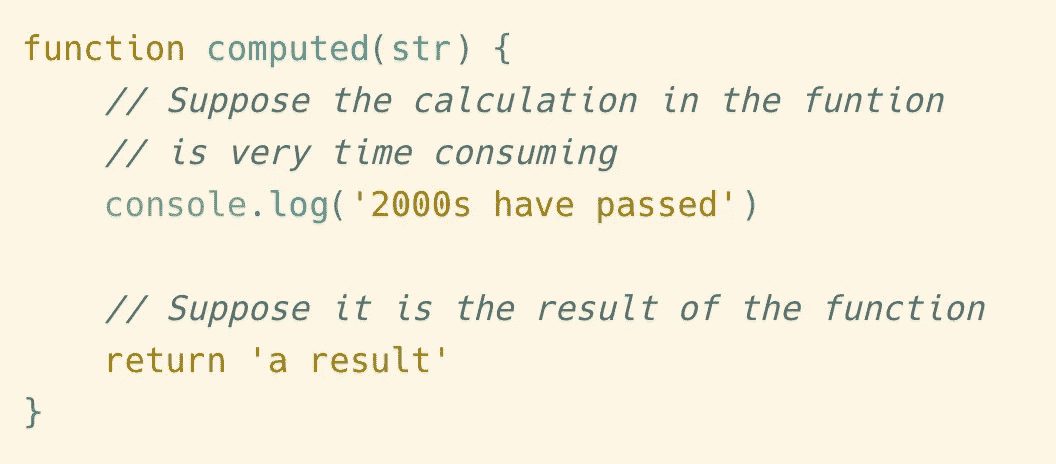 function computed(str) {
    // Suppose the calculation in the funtion
    // is very time consuming
    console.log('2000s have passed')
    // Suppose it is the result of the function
    return 'a result'
}